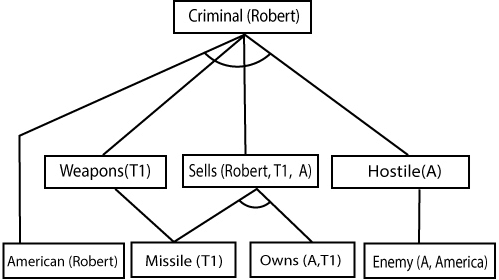 Criminal (Robert)
Weapons(T1)
Sells (Robert, T1, A)
Hostile(A)
American (Robert)
Missile (T1)
Owns (A,T1)
Enemy (A, America)